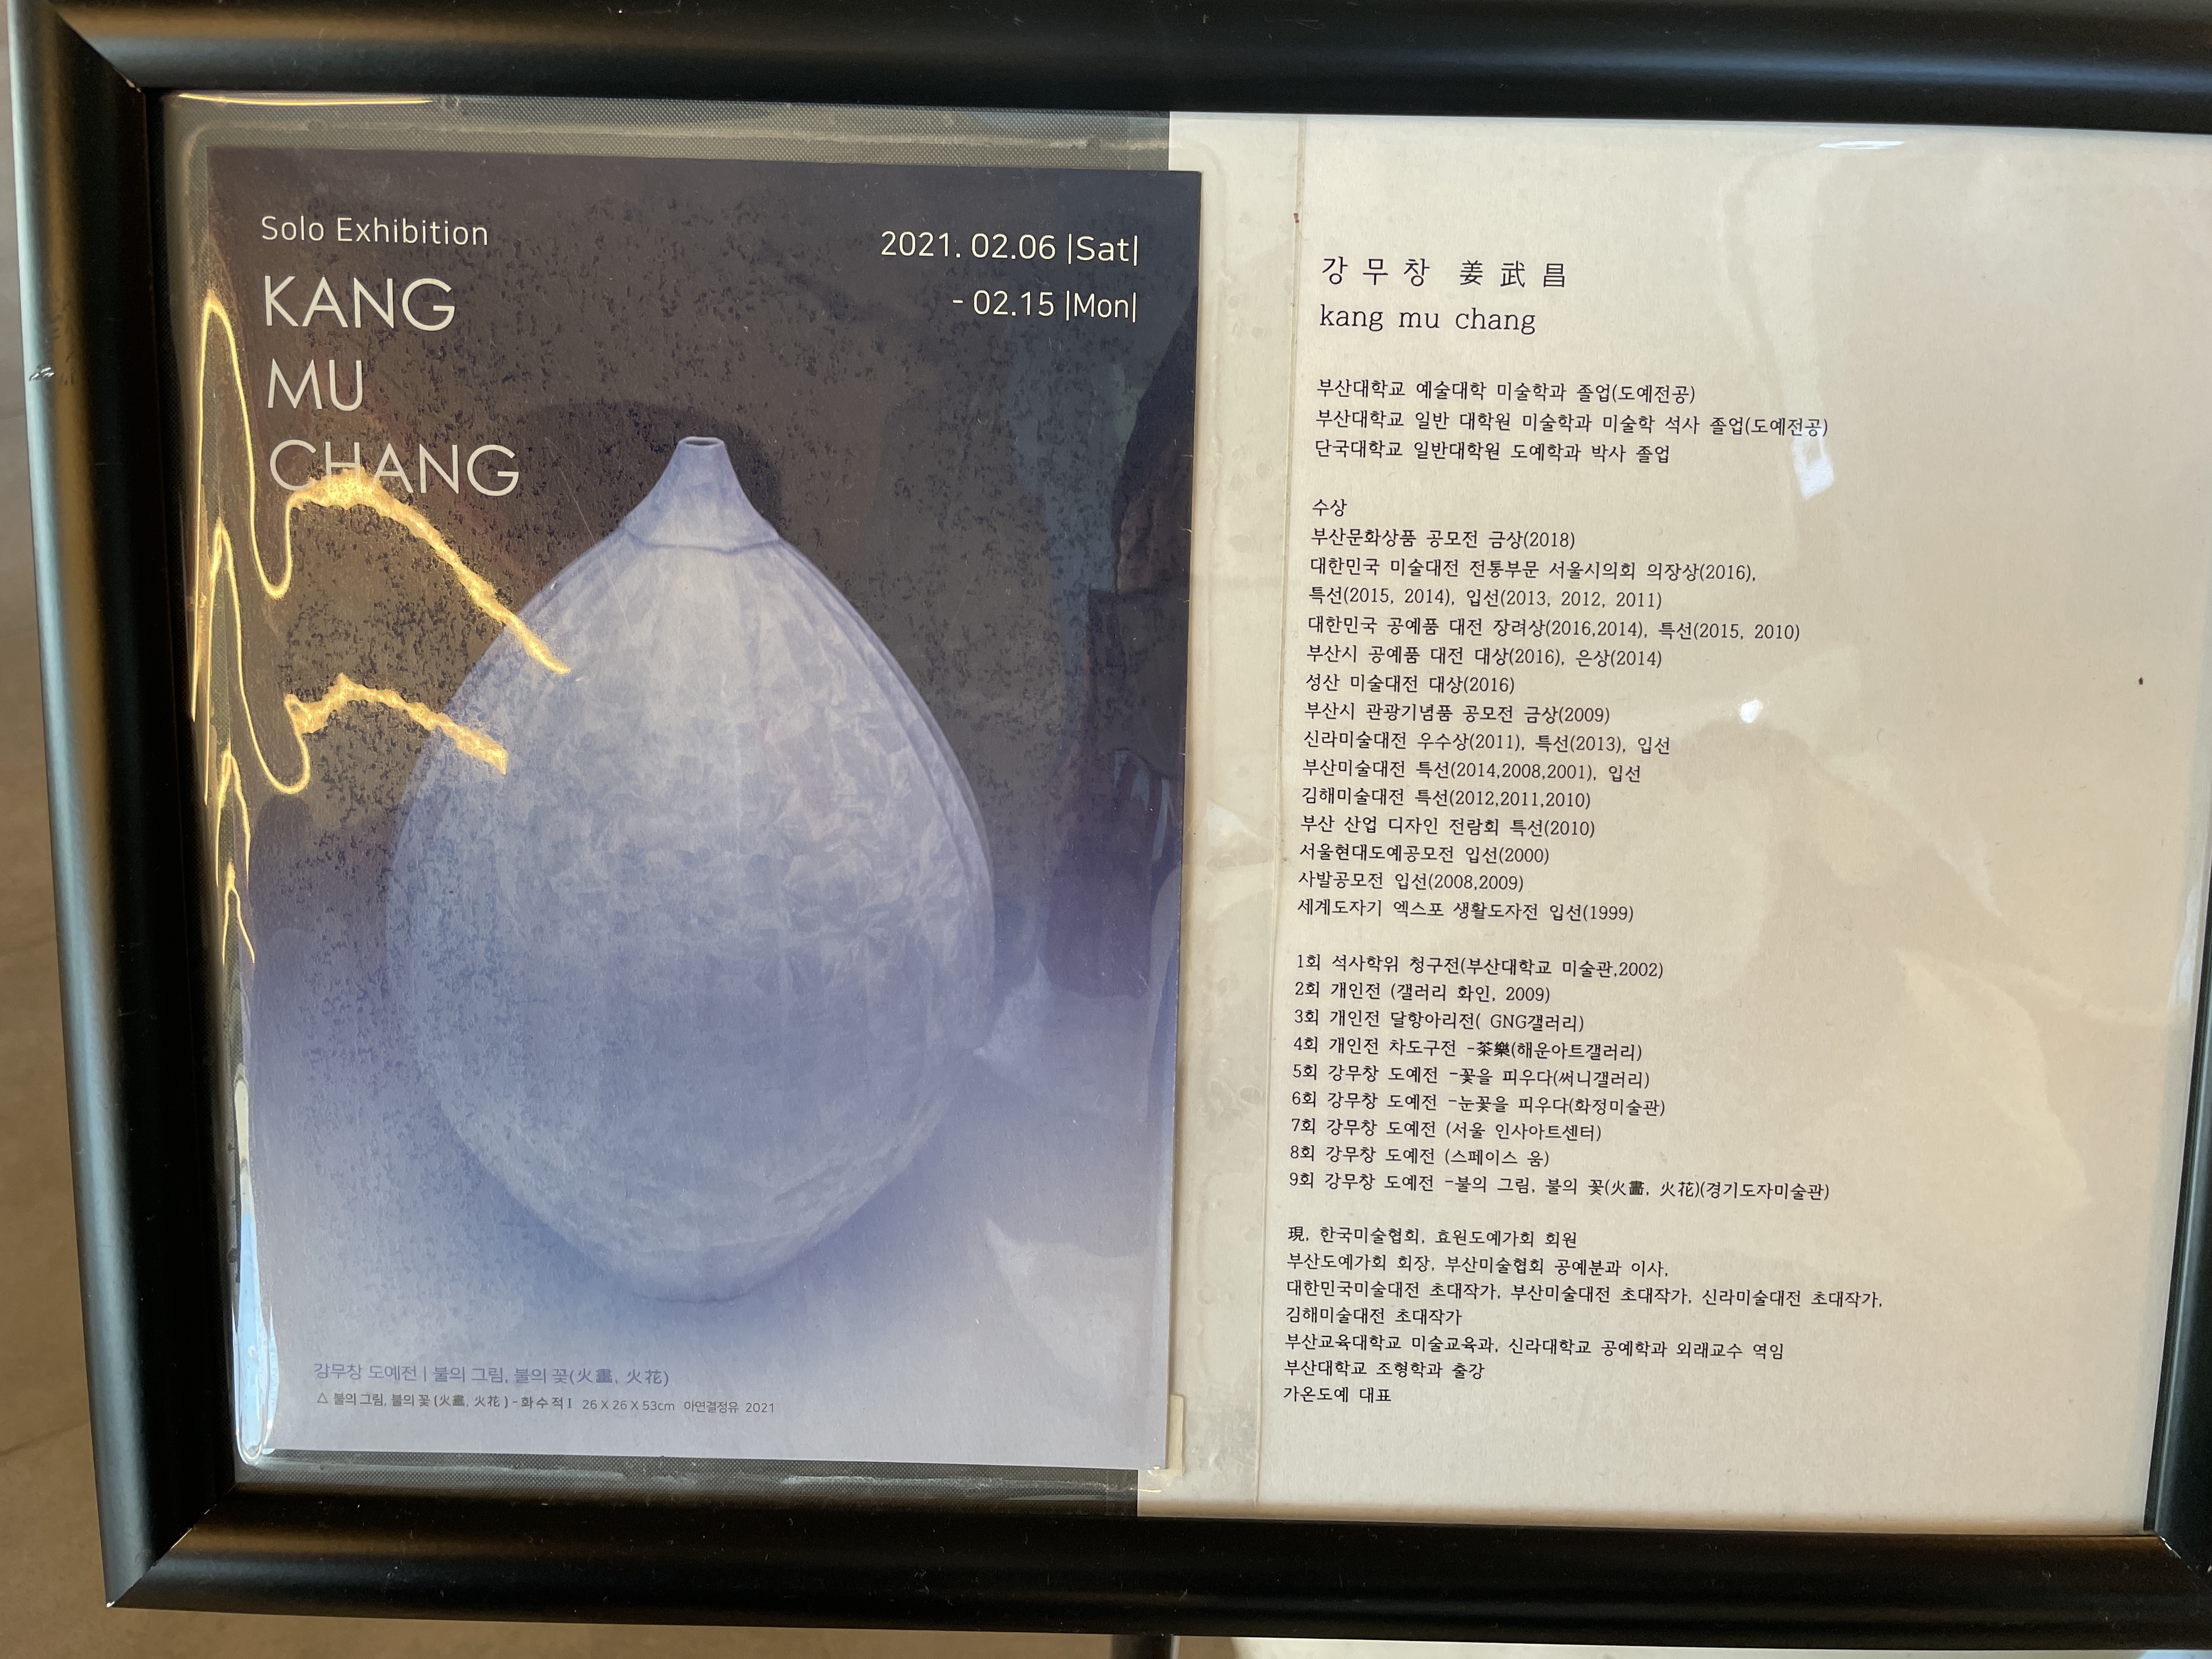 Solo Exhibition
KANG
MU
CHANG
2021. 02.06 |Sat|
- 02.15 |Mon|
강무창 도예전 | 불의 그림, 불의 꽃(火畵, 火花)
△ 불의 그림, 불의 꽃 (火畵, 火花 ) - 화 수 적 I 26 X 26 X 53cm 아연결정유 2021
강 무 창 姜 武 昌
kang mu chang
부산대학교 예술대학 미술학과 졸업(도예전공)
부산대학교 일반 대학원 미술학과 미술학 석사 졸업(도예전공)
단국대학교 일반대학원 도예학과 박사 졸업
수상
부산문화상품 공모전 금상(2018)
대한민국 미술대전 전통부문 서울시의회 의장상(2016),
특선(2015, 2014), 입선(2013, 2012, 2011)
대한민국 공예품 대전 장려상(2016,2014), 특선(2015, 2010)
부산시 공예품 대전 대상(2016), 은상(2014)
성산 미술대전 대상(2016)
부산시 관광기념품 공모전 금상(2009)
신라미술대전 우수상(2011), 특선(2013), 입선
부산미술대전 특선(2014,2008,2001), 입선
김해미술대전 특선(2012,2011,2010)
부산 산업 디자인 전람회 특선(2010)
서울현대도예공모전 입선(2000)
사발공모전 입선(2008,2009)
세계도자기 엑스포 생활도자전 입선(1999)
1회 석사학위 청구전(부산대학교 미술관,2002)
2회 개인전 (갤러리 화인, 2009)
3회 개인전 달항아리전( GNG갤러리)
4회 개인전 차도구전 -茶樂(해운아트갤러리)
5회 강무창 도예전 -꽃을 피우다(써니갤러리)
6회 강무창 도예전 -눈꽃을 피우다(화정미술관)
7회 강무창 도예전 (서울 인사아트센터)
8회 강무창 도예전 (스페이스 움)
9회 강무창 도예전 -불의 그림, 불의 꽃(火畵, 火花)(경기도자미술관)
現, 한국미술협회, 효원도예가회 회원
부산도예가회 회장, 부산미술협회 공예분과 이사,
대한민국미술대전 초대작가, 부산미술대전 초대작가, 신라미술대전 초대작가,
김해미술대전 초대작가
부산교육대학교 미술교육과, 신라대학교 공예학과 외래교수 역임
부산대학교 조형학과 출강
가온도예 대표